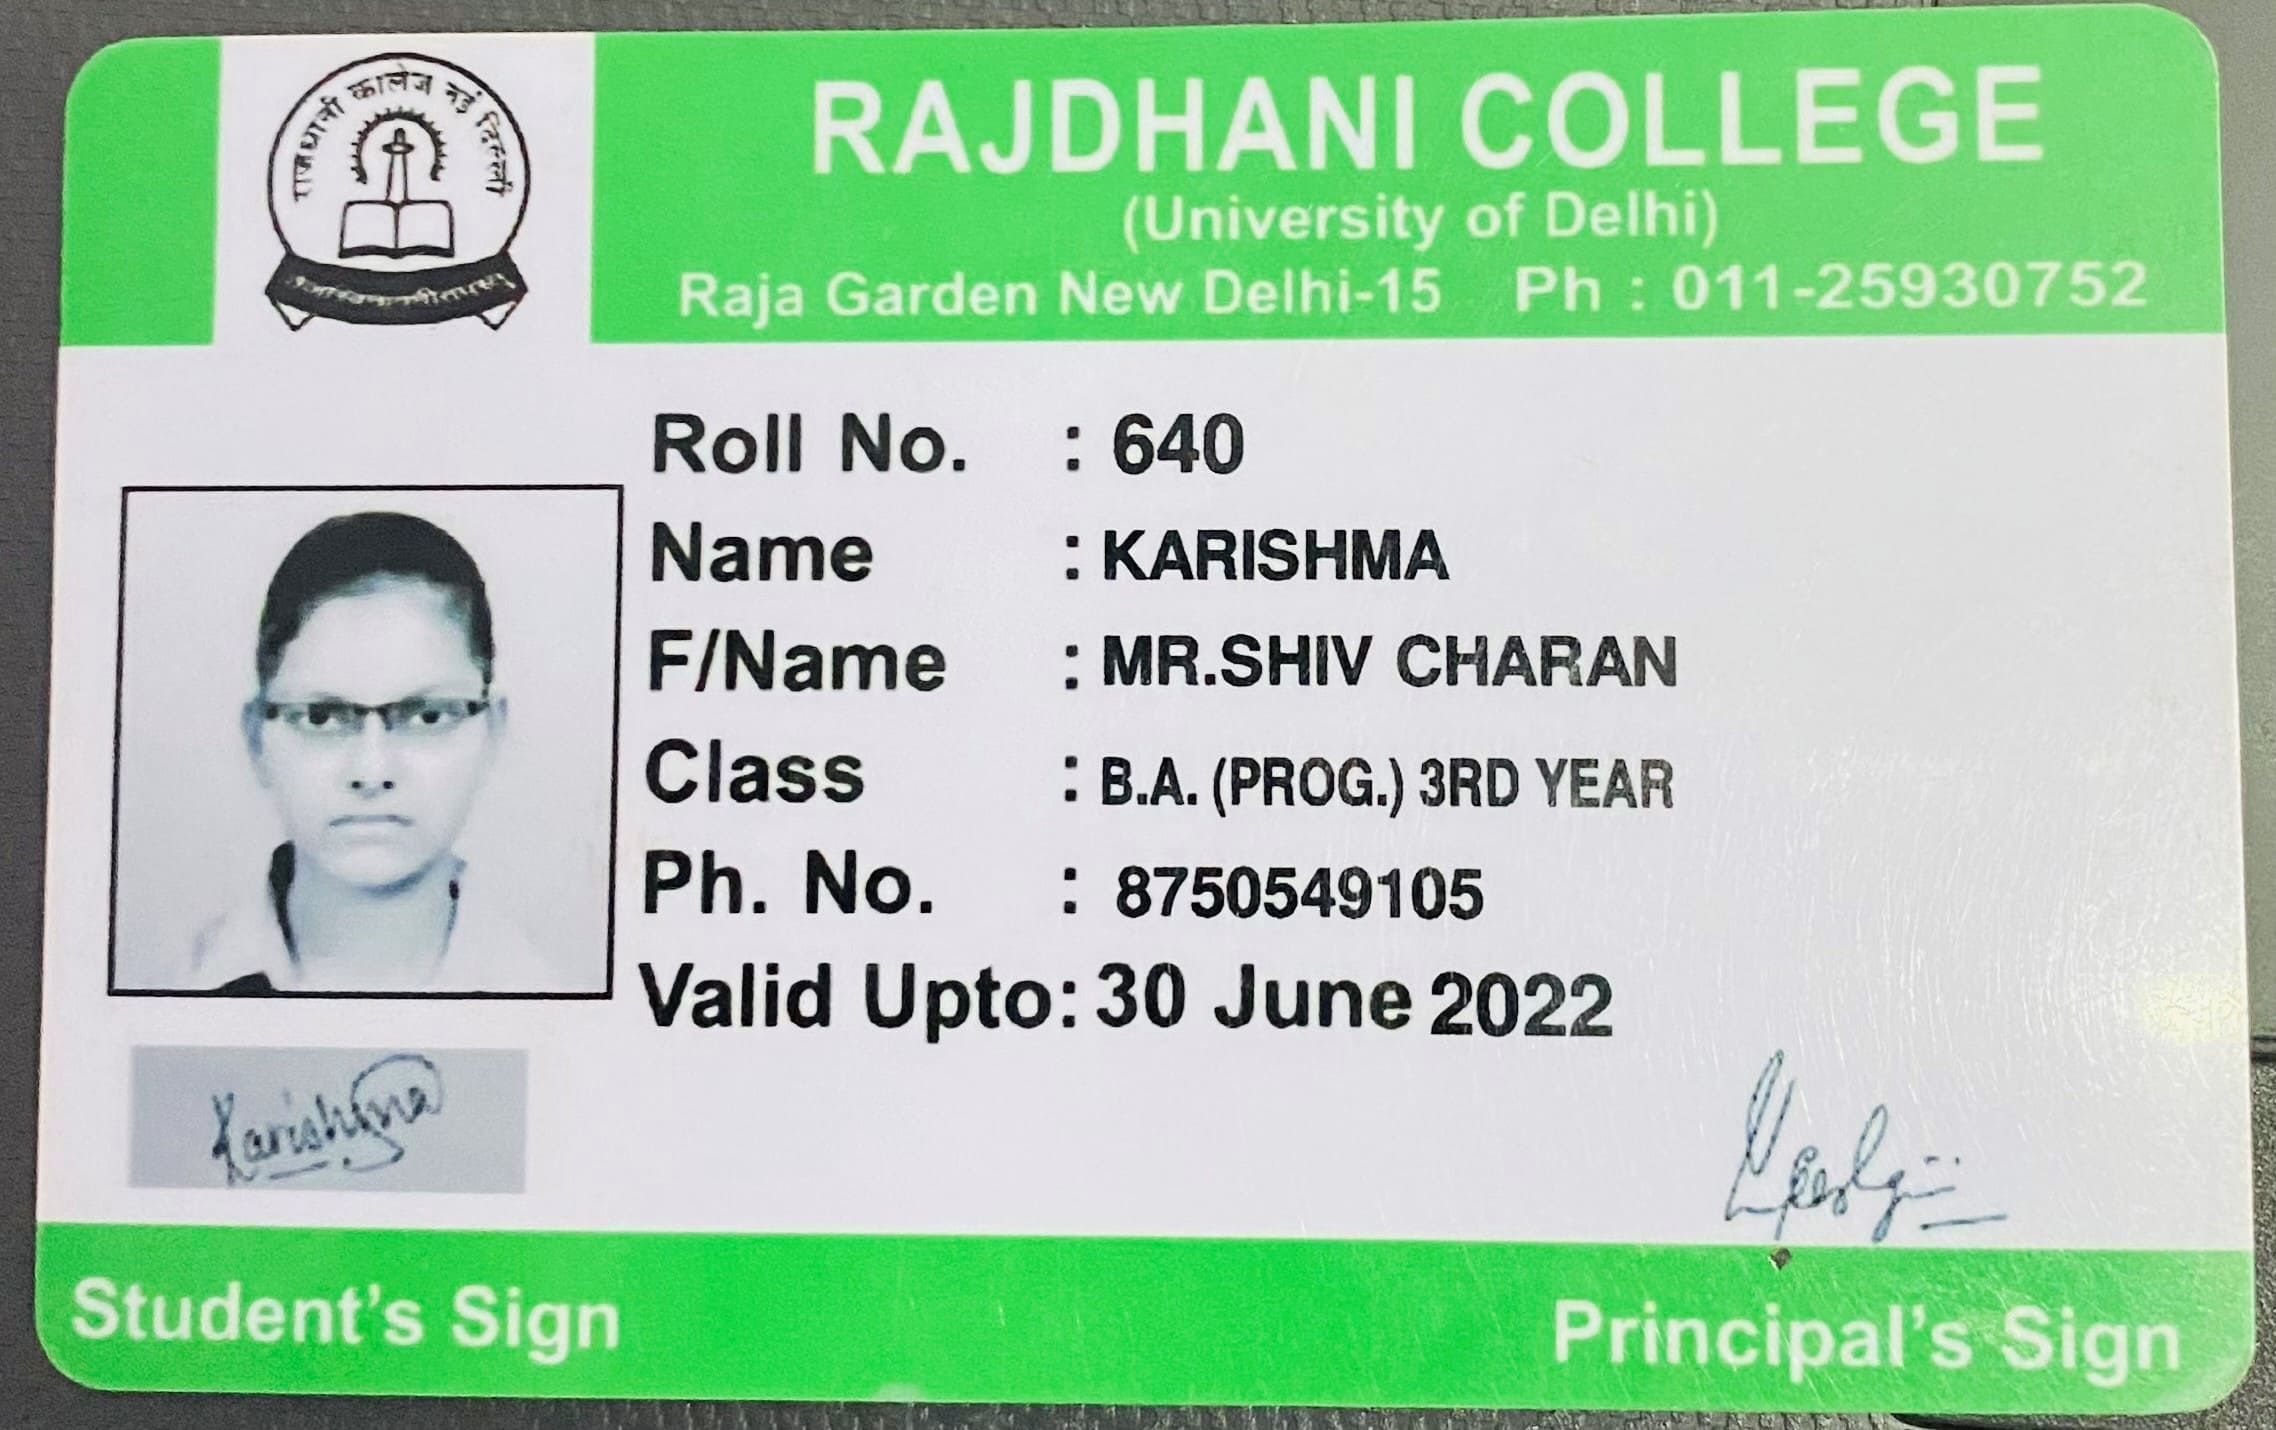 राजधानी कालेज नई दिल्ली
RAJDHANI COLLEGE
(University of Delhi)
Raja Garden New Delhi-15 Ph : 011-25930752
Roll No. : 640
Name : KARISHMA
F/Name : MR.SHIV CHARAN
Class : B.A. (PROG.) 3RD YEAR
Ph. No. : 8750549105
Valid Upto: 30 June 2022
Karishma
Student's Sign
Principal's Sign